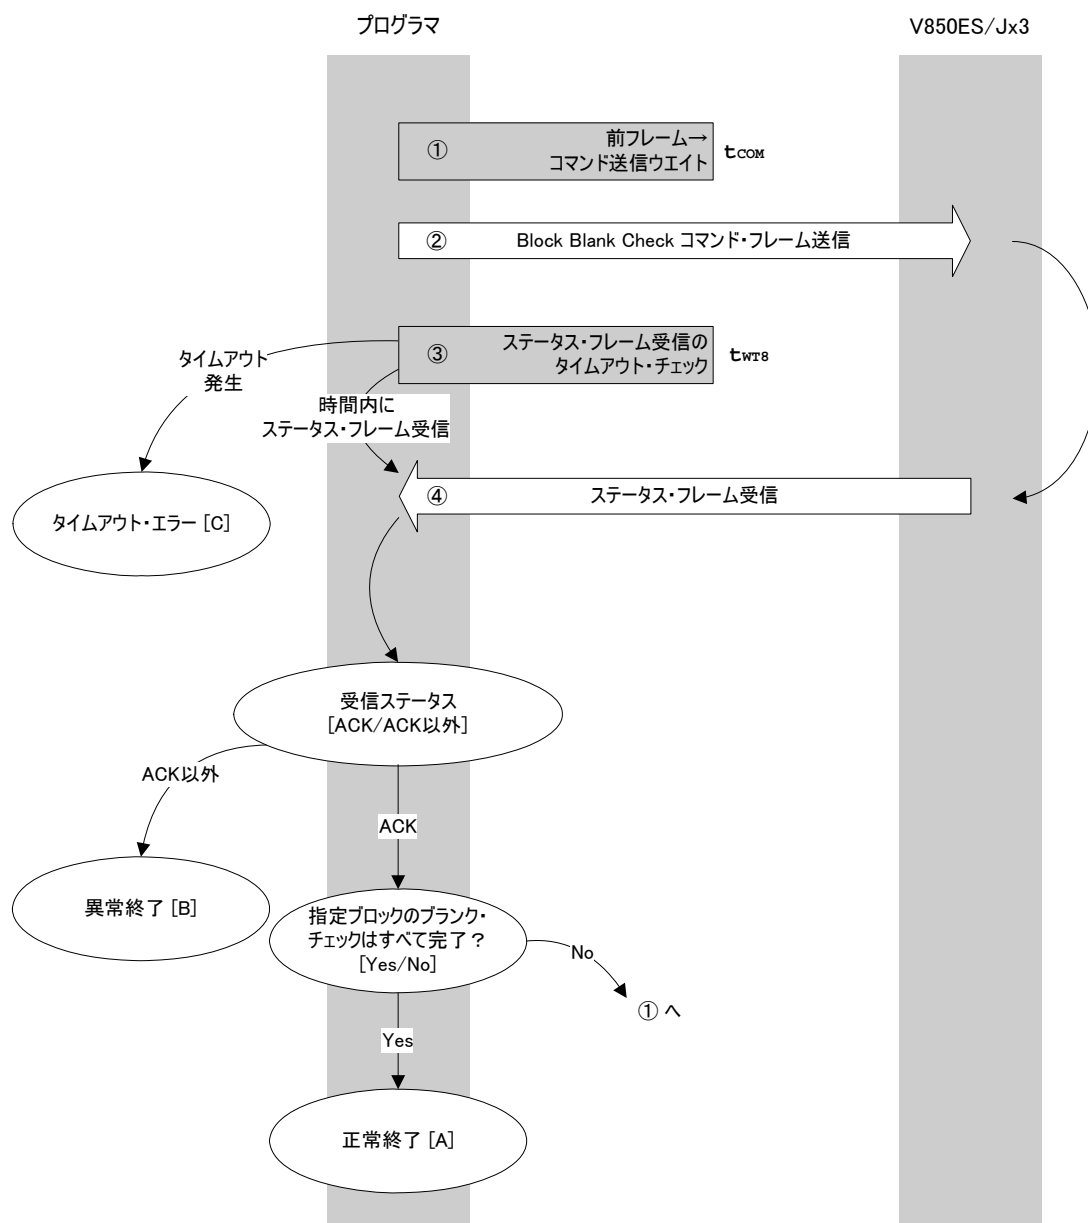 プログラマ
V850ES/Jx3
① 前フレーム→
コマンド送信ウエイト
tCOM
② Block Blank Check コマンド・フレーム送信
③ ステータス・フレーム受信の
タイムアウト・チェック
tWT8
タイムアウト
発生
時間内に
ステータス・フレーム受信
④ ステータス・フレーム受信
タイムアウト・エラー [C]
受信ステータス
[ACK/ACK以外]
ACK以外
ACK
異常終了 [B]
指定ブロックのブランク・
チェックはすべて完了？
[Yes/No]
No
① へ
Yes
正常終了 [A]